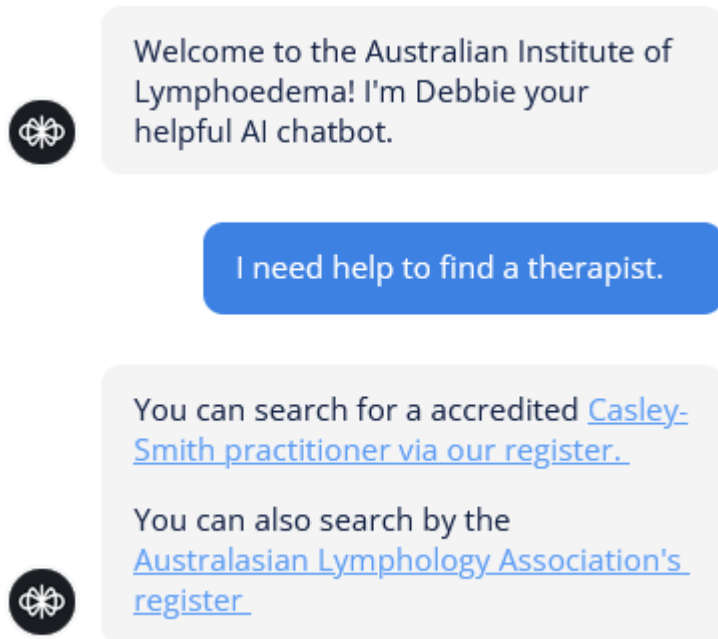 Welcome to the Australian Institute of
Lymphoedema! I'm Debbie your
helpful AI chatbot.
I need help to find a therapist.
You can search for a accredited Casley-
Smith practitioner via our register.
You can also search by the
Australasian Lymphology Association's
register